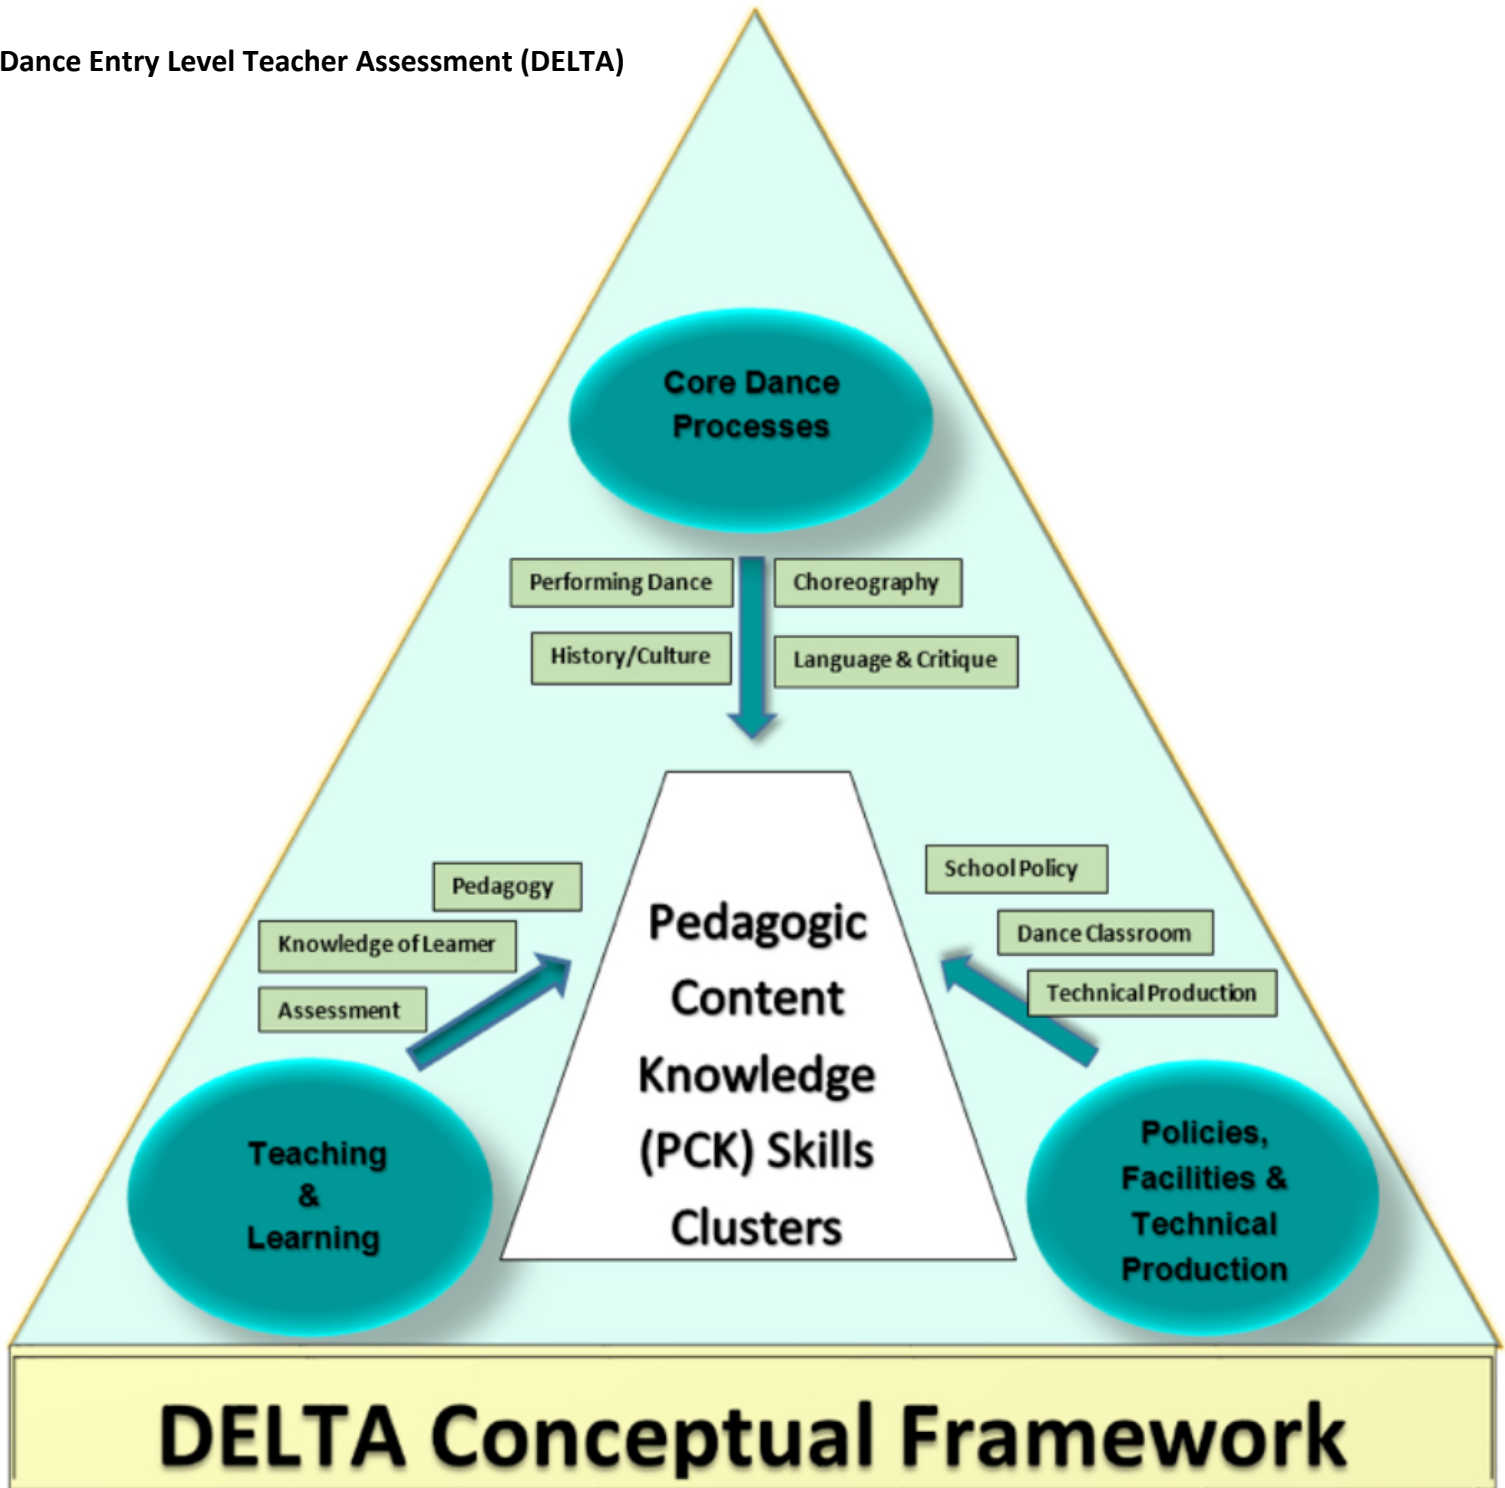 Dance Entry Level Teacher Assessment (DELTA)
Core Dance
Processes
Performing Dance
Choreography
History/Culture
Language & Critique
Pedagogy
Knowledge of Learner
Assessment
Teaching
&
Learning
Pedagogic
Content
Knowledge
(PCK) Skills
Clusters
School Policy
Dance Classroom
Technical Production
Policies,
Facilities &
Technical
Production
DELTA Conceptual Framework